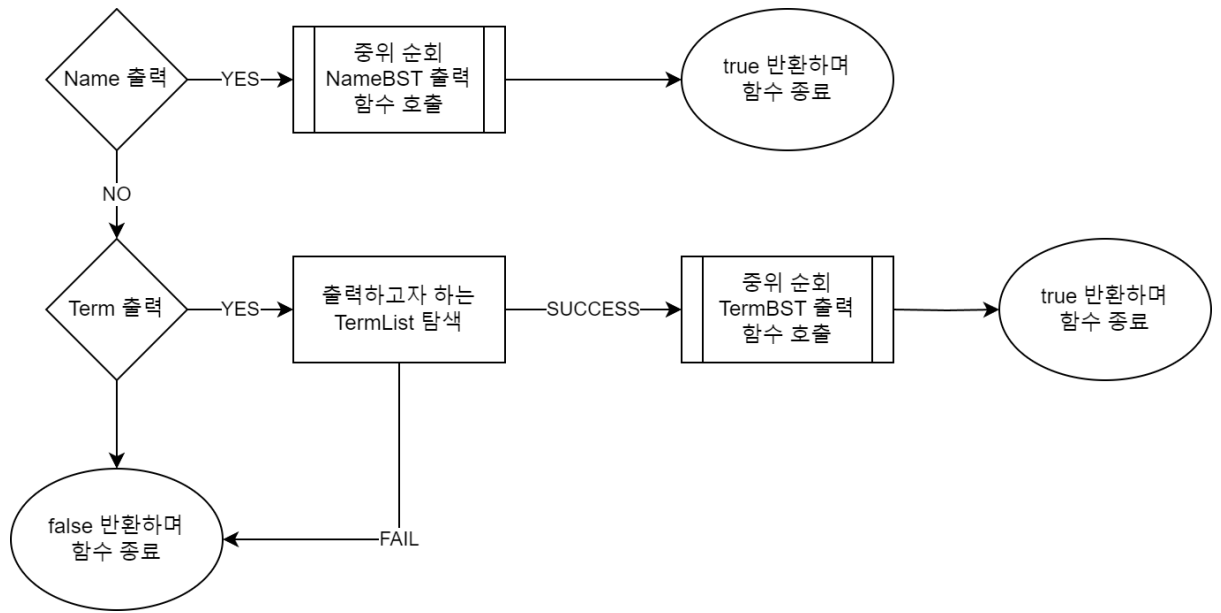 Name 출력
YES
중위 순회
NameBST 출력
함수 호출
true 반환하며
함수 종료
NO
Term 출력
YES
출력하고자 하는
TermList 탐색
SUCCESS
중위 순회
TermBST 출력
함수 호출
true 반환하며
함수 종료
false 반환하며
함수 종료
FAIL